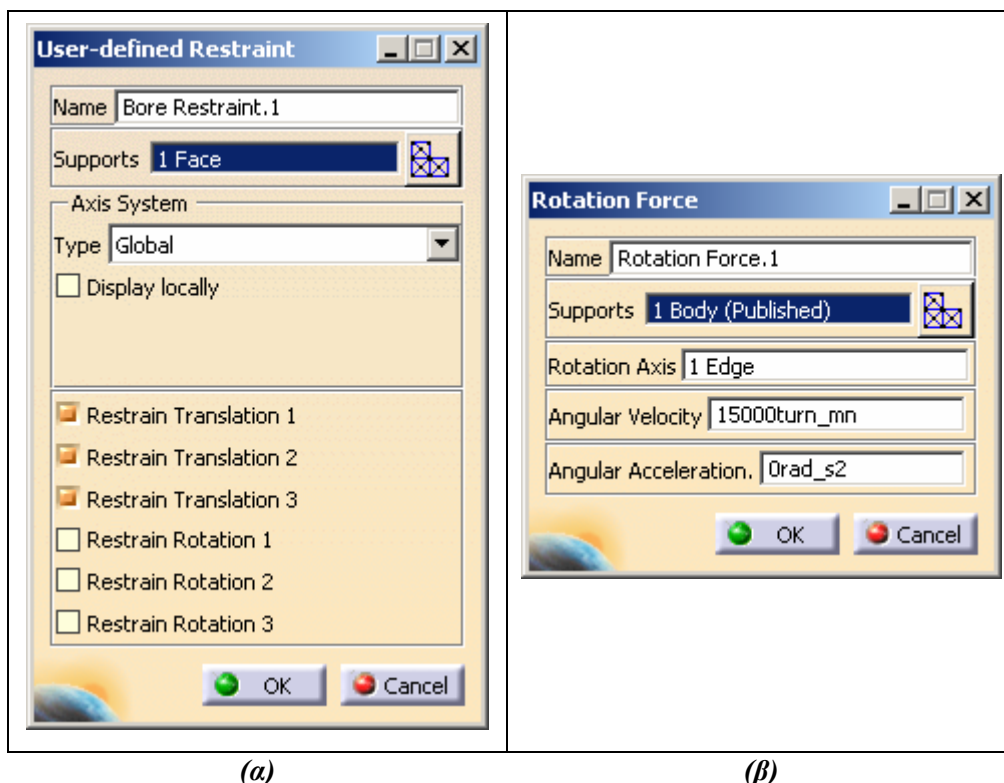 User-defined Restraint
Name Bore Restraint.1
Supports 1 Face
Axis System
Type Global
Display locally
Restrain Translation 1
Restrain Translation 2
Restrain Translation 3
Restrain Rotation 1
Restrain Rotation 2
Restrain Rotation 3
OK Cancel
(α)
Rotation Force
Name Rotation Force.1
Supports 1 Body (Published)
Rotation Axis 1 Edge
Angular Velocity 15000turn_mn
Angular Acceleration. 0rad_s2
OK Cancel
(β)